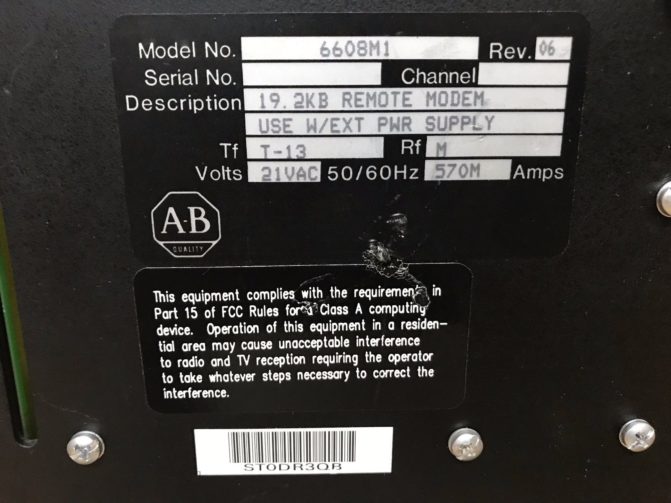 Model No. 6608M1 Rev. 06
Serial No. Channel
Description 19.2KB REMOTE MODEM
USE W/EXT PWR SUPPLY
Tf T-13 Rf M
Volts 21VAC 50/60Hz 570M Amps
A-B
QUALITY
This equipment complies with the requirement in
Part 15 of FCC Rules for a Class A computing
device. Operation of this equipment in a residen-
tial area may cause unacceptable interference
to radio and TV reception requiring the operator
to take whatever steps necessary to correct the
interference.
ST0DR3QB